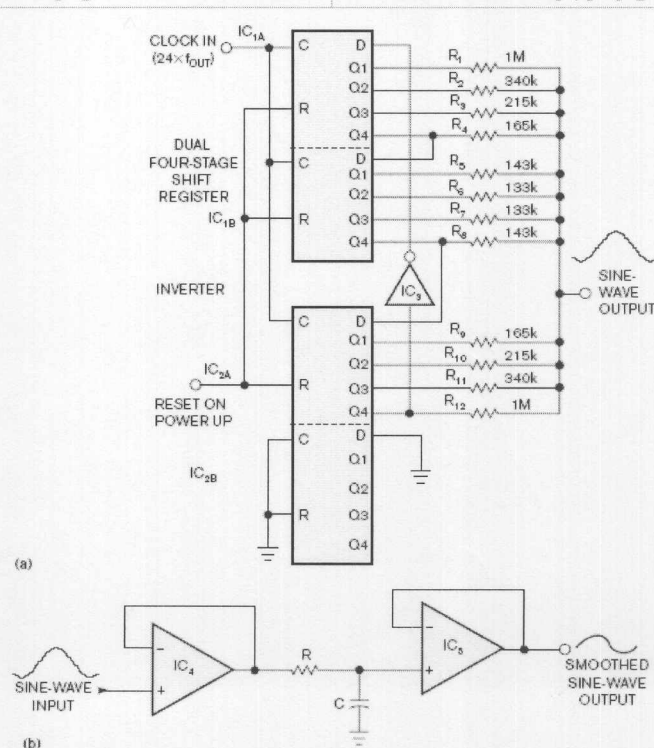 CLOCK IN
(24×fOUT)
IC1A
C
D
Q1
R1
1M
Q2
R2
340k
R
Q3
R3
215k
Q4
R4
165k
DUAL
FOUR-STAGE
SHIFT
REGISTER
C
D
Q1
R5
143k
Q2
R6
133k
IC1B
R
Q3
R7
133k
Q4
R8
143k
SINE-
WAVE
OUTPUT
INVERTER
IC3
C
D
Q1
R9
165k
Q2
R10
215k
IC2A
R
Q3
R11
340k
Q4
R12
1M
RESET ON
POWER UP
C
D
Q1
IC2B
Q2
R
Q3
Q4
(a)
−
IC4
+
R
C
−
IC5
+
SINE-WAVE
INPUT
SMOOTHED
SINE-WAVE
OUTPUT
(b)